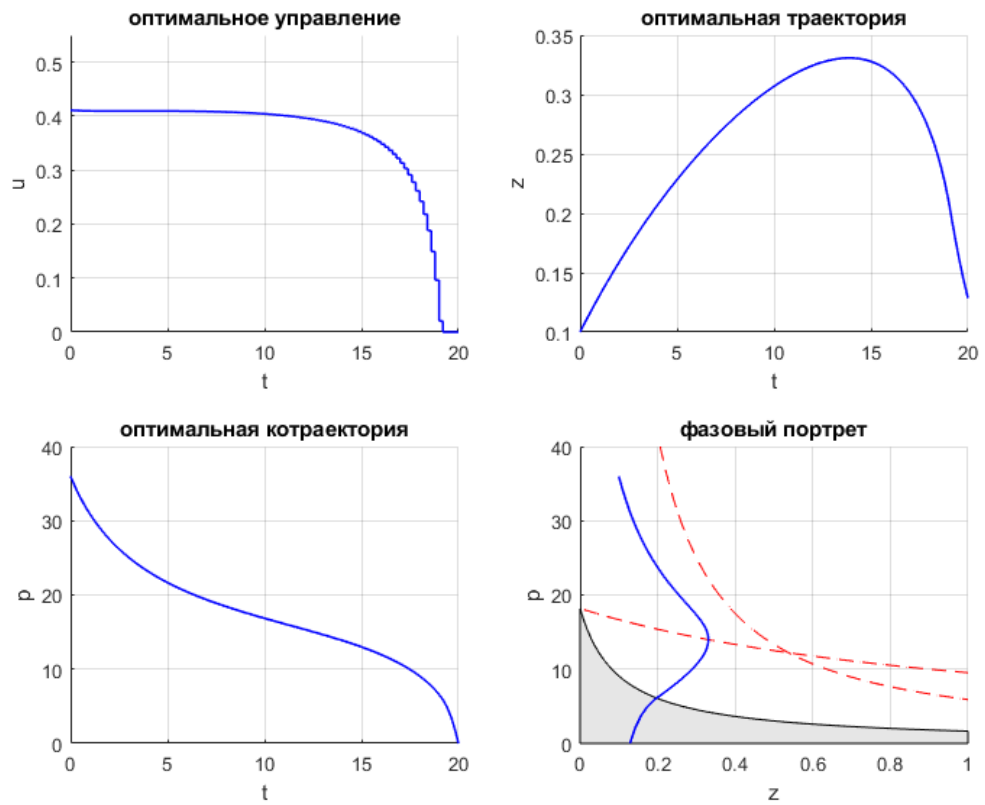 оптимальное управление
0.5
0.4
0.3
0.2
0.1
0
u
0 5 10 15 20
t
оптимальная траектория
0.35
0.3
0.25
0.2
0.15
0.1
z
0 5 10 15 20
t
оптимальная котраектория
40
30
20
10
0
p
0 5 10 15 20
t
фазовый портрет
40
30
20
10
0
p
0 0.2 0.4 0.6 0.8 1
z